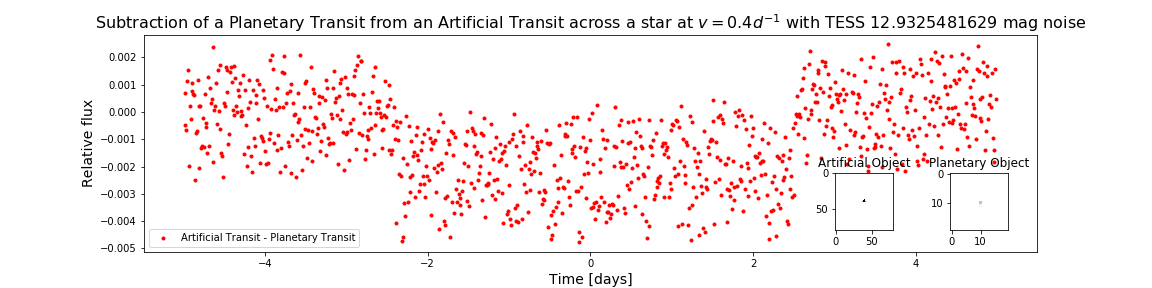 Subtraction of a Planetary Transit from an Artificial Transit across a star at v = 0.4d⁻¹ with TESS 12.9325481629 mag noise
Relative flux
0.002
0.001
0.000
−0.001
−0.002
−0.003
−0.004
−0.005
Artificial Transit - Planetary Transit
Artificial Object
0
50
0 50
Planetary Object
0
10
0 10
−4 −2 0 2 4
Time [days]